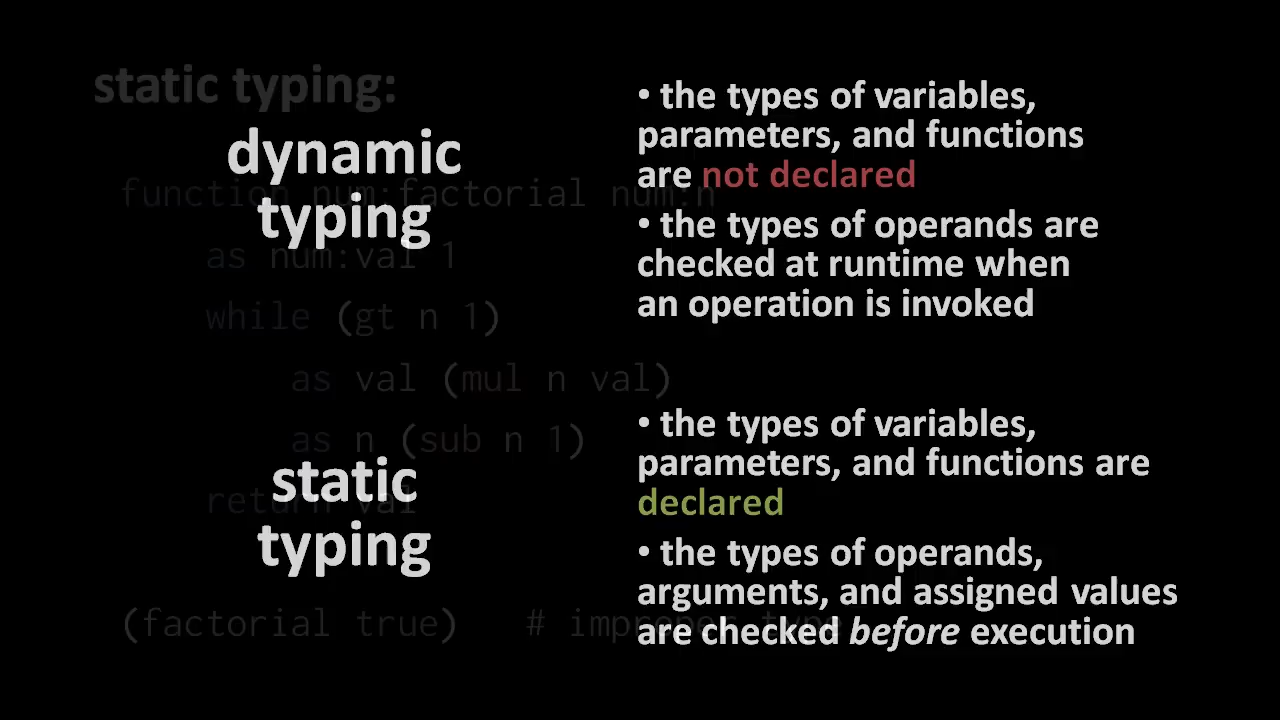 static typing:
function num:factorial num:n
as num:val 1
while (gt n 1)
as val (mul n val)
as n (sub n 1)
return val
(factorial true) # improper type
dynamic
typing
• the types of variables,
parameters, and functions
are not declared
• the types of operands are
checked at runtime when
an operation is invoked
static
typing
• the types of variables,
parameters, and functions are
declared
• the types of operands,
arguments, and assigned values
are checked before execution